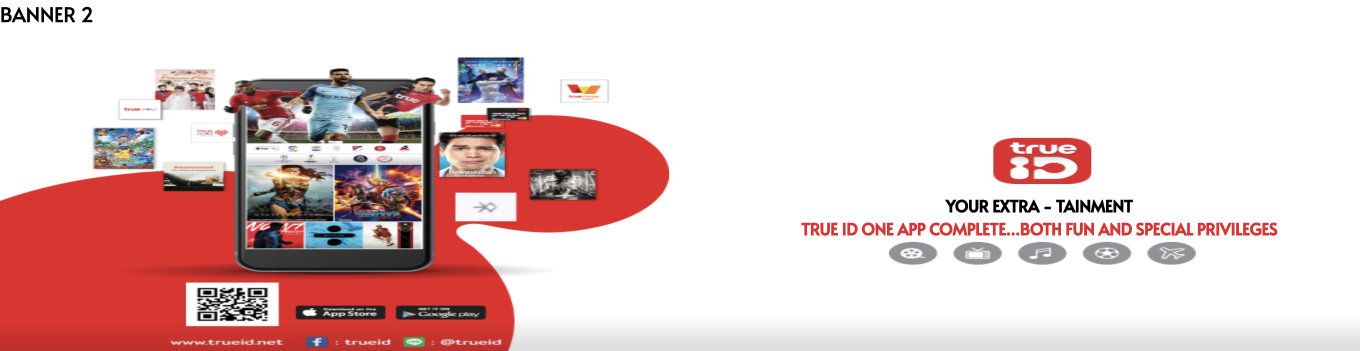 BANNER 2
true
true
iD
YOUR EXTRA - TAINMENT
TRUE ID ONE APP COMPLETE...BOTH FUN AND SPECIAL PRIVILEGES
Download on the
App Store
GET IT ON
Google play
www.trueid.net
: trueid
: @trueid